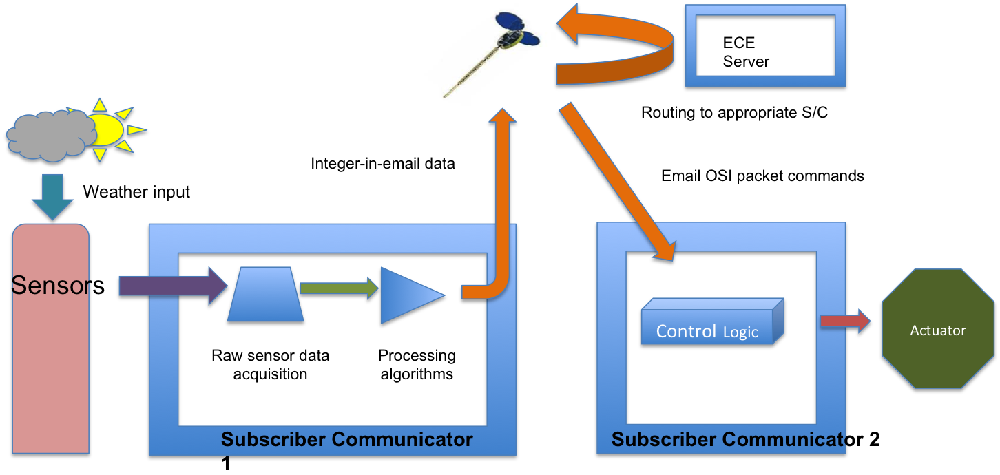 ECE
Server
Routing to appropriate S/C
Integer-in-email data
Email OSI packet commands
Weather input
Sensors
Raw sensor data
acquisition
Processing
algorithms
Subscriber Communicator
1
Control Logic
Subscriber Communicator 2
Actuator